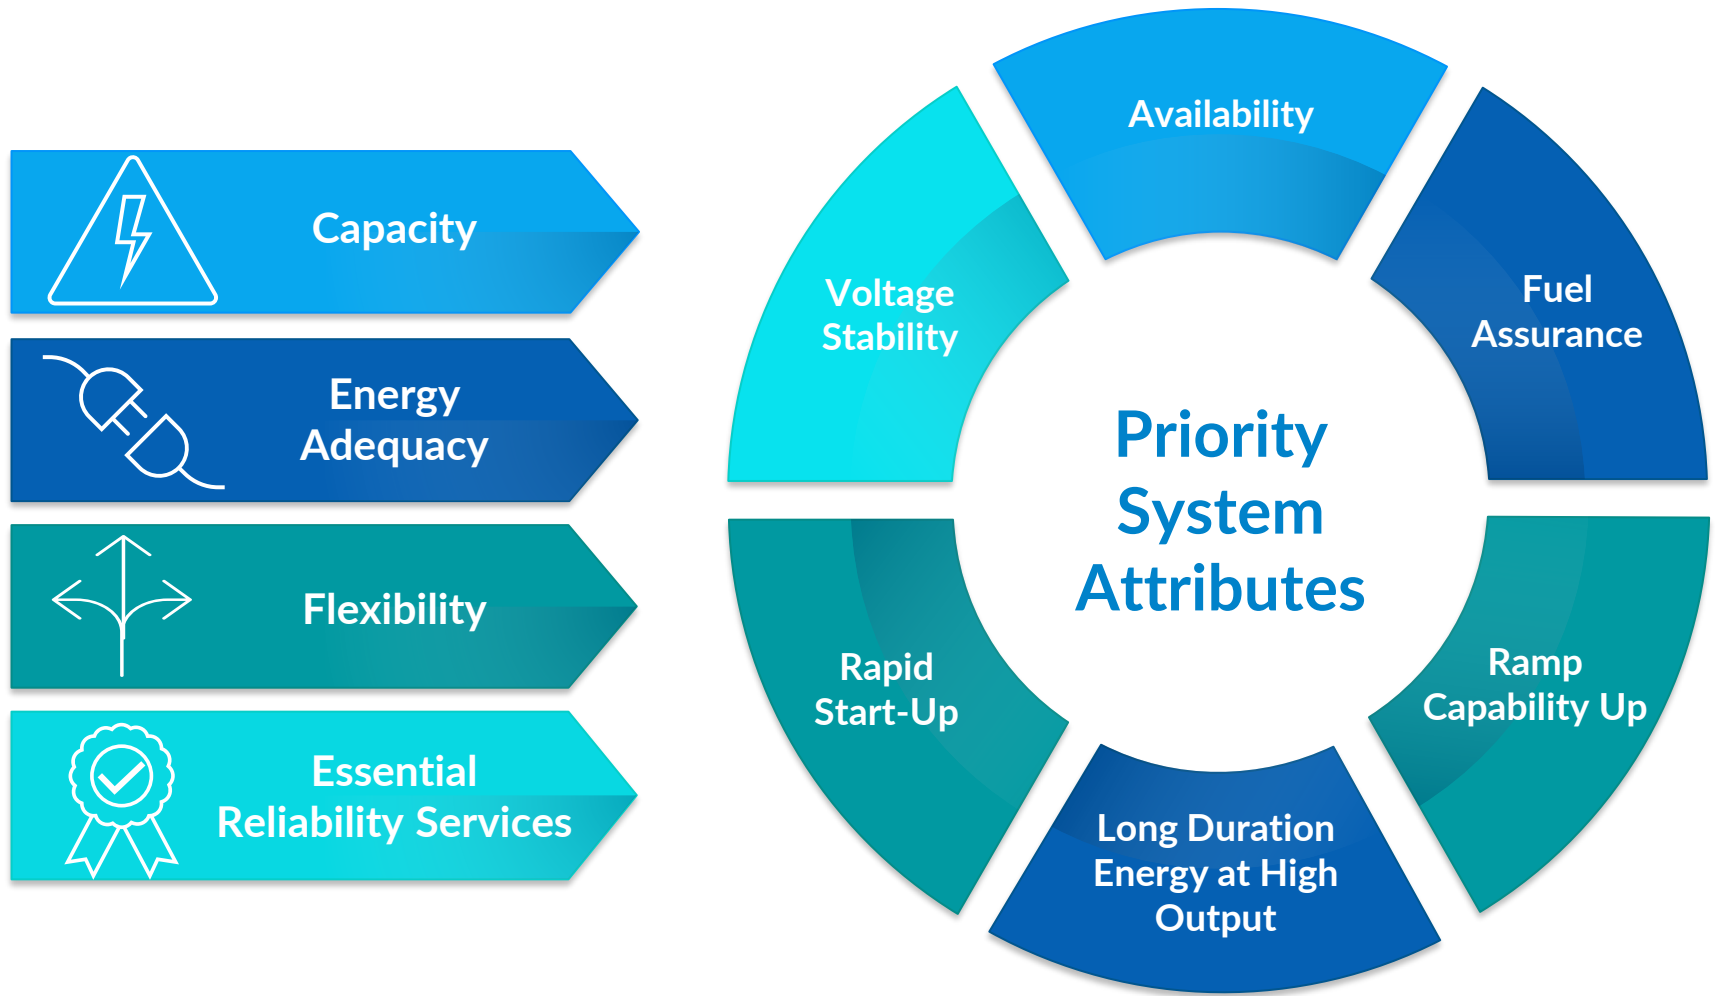 Capacity
Energy
Adequacy
Flexibility
Essential
Reliability Services
Availability
Fuel
Assurance
Ramp
Capability Up
Long Duration
Energy at High
Output
Rapid
Start-Up
Voltage
Stability
Priority
System
Attributes